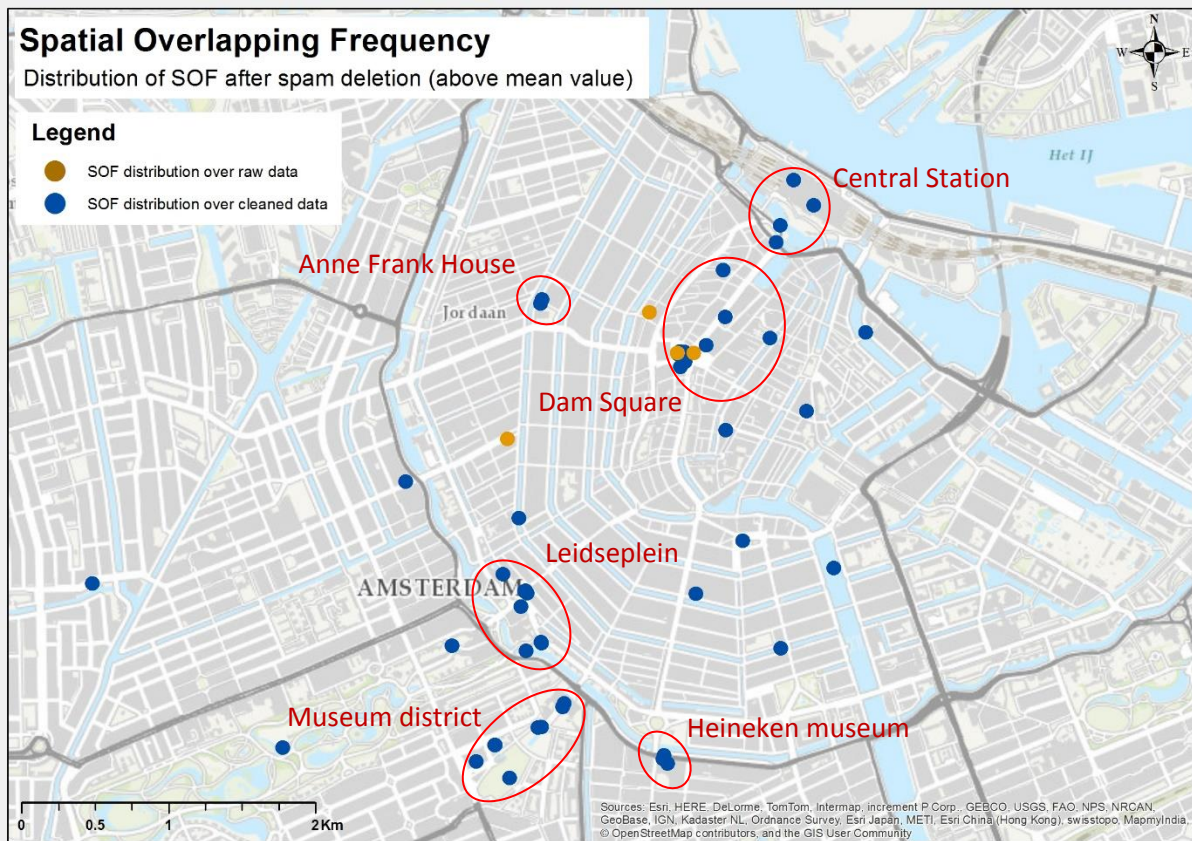 Spatial Overlapping Frequency
Distribution of SOF after spam deletion (above mean value)
N
W
E
S
Legend
SOF distribution over raw data
SOF distribution over cleaned data
Het IJ
Central Station
Anne Frank House
Jordaan
Dam Square
Leidseplein
AMSTERDAM
Museum district
Heineken museum
0 0.5 1 2Km
Sources: Esri, HERE, DeLorme, TomTom, Intermap, increment P Corp., GEBCO, USGS, FAO, NPS, NRCAN,
GeoBase, IGN, Kadaster NL, Ordnance Survey, Esri Japan, METI, Esri China (Hong Kong), swisstopo, MapmyIndia,
© OpenStreetMap contributors, and the GIS User Community